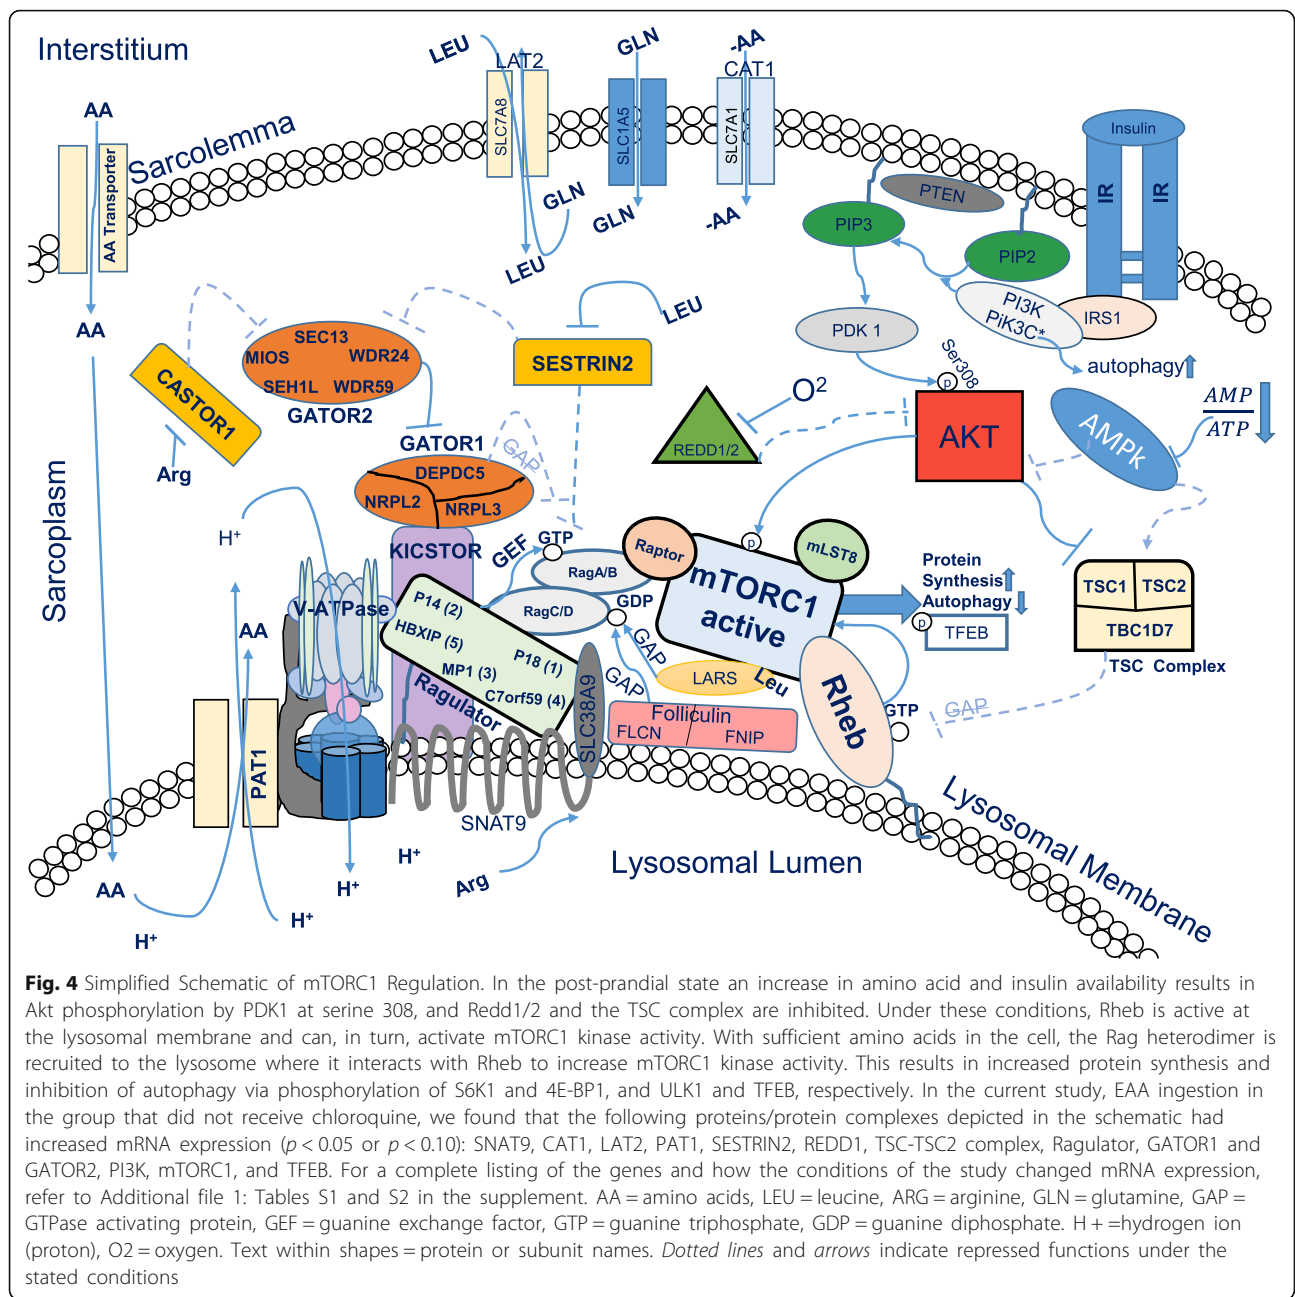 Interstitium
LEU
LAT2
GLN
-AA
CAT1
AA
Sarcolemma
AA Transporter
SLC7A8
SLC1A5
SLC7A1
Insulin
IR
IR
PTEN
PIP3
PIP2
GLN
GLN
-AA
LEU
LEU
PI3K
PiK3C*
IRS1
AA
PDK 1
autophagy
SEC13
MIOS
WDR24
SEH1L
WDR59
GATOR2
SESTRIN2
CASTOR1
Arg
Ser308
p
O2
REDD1/2
AKT
AMPk
AMP
ATP
GATOR1
GAP
DEPDC5
NRPL2
NRPL3
Sarcoplasm
H+
KICSTOR
GEF
GTP
RagA/B
RagC/D
GDP
Raptor
p
mLST8
mTORC1
active
Protein
Synthesis
Autophagy
p
TFEB
TSC1
TSC2
TBC1D7
TSC Complex
V-ATPase
AA
P14 (2)
HBXIP (5)
MP1 (3)
P18 (1)
C7orf59 (4)
Ragulator
SLC38A9
GAP
GAP
LARS
Leu
Folliculin
FLCN
FNIP
Rheb
GTP
GAP
PAT1
SNAT9
Lysosomal Membrane
Lysosomal Lumen
AA
H+
H+
H+
H+
Arg
Fig. 4 Simplified Schematic of mTORC1 Regulation. In the post-prandial state an increase in amino acid and insulin availability results in
Akt phosphorylation by PDK1 at serine 308, and Redd1/2 and the TSC complex are inhibited. Under these conditions, Rheb is active at
the lysosomal membrane and can, in turn, activate mTORC1 kinase activity. With sufficient amino acids in the cell, the Rag heterodimer is
recruited to the lysosome where it interacts with Rheb to increase mTORC1 kinase activity. This results in increased protein synthesis and
inhibition of autophagy via phosphorylation of S6K1 and 4E-BP1, and ULK1 and TFEB, respectively. In the current study, EAA ingestion in
the group that did not receive chloroquine, we found that the following proteins/protein complexes depicted in the schematic had
increased mRNA expression (p < 0.05 or p < 0.10): SNAT9, CAT1, LAT2, PAT1, SESTRIN2, REDD1, TSC-TSC2 complex, Ragulator, GATOR1 and
GATOR2, PI3K, mTORC1, and TFEB. For a complete listing of the genes and how the conditions of the study changed mRNA expression,
refer to Additional file 1: Tables S1 and S2 in the supplement. AA = amino acids, LEU = leucine, ARG = arginine, GLN = glutamine, GAP =
GTPase activating protein, GEF = guanine exchange factor, GTP = guanine triphosphate, GDP = guanine diphosphate. H + =hydrogen ion
(proton), O2 = oxygen. Text within shapes = protein or subunit names. Dotted lines and arrows indicate repressed functions under the
stated conditions